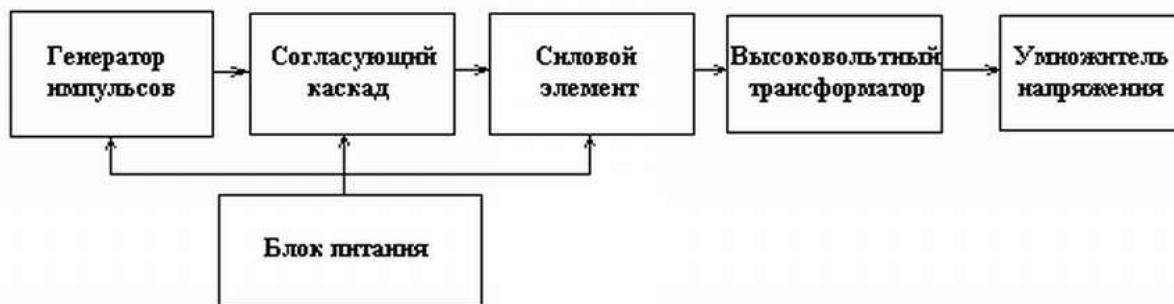 Генератор
импульсов
Согласующий
каскад
Силовой
элемент
Высоковольтный
трансформатор
Умножитель
напряжения
Блок питания